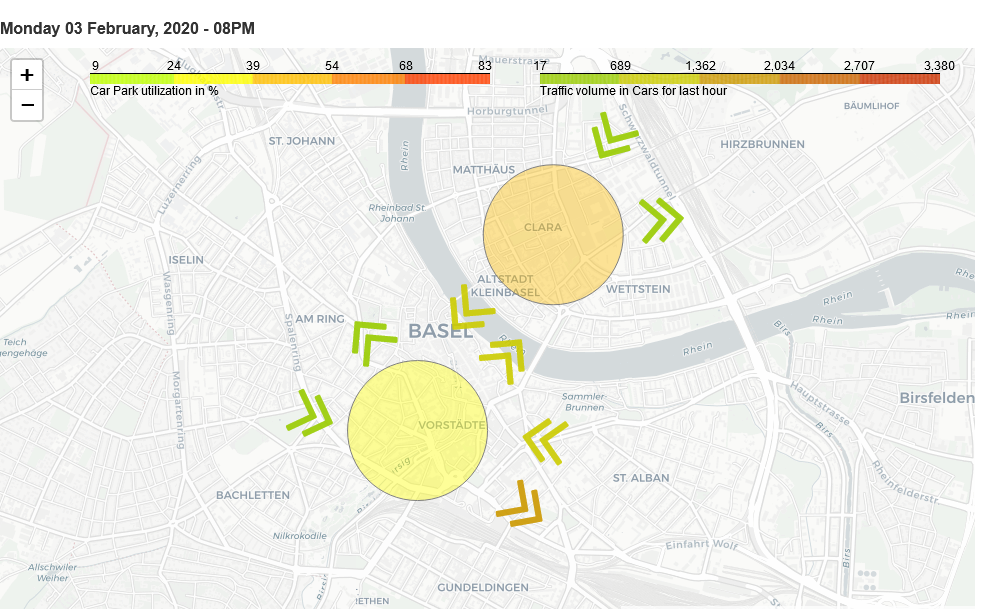 Monday 03 February, 2020 - 08PM
+
−
9 24 39 54 68 83
Car Park utilization in %
17 689 1,362 2,034 2,707 3,380
Traffic volume in Cars for last hour
Mauerstraße
Horburgtunnel
Schwarzwaldtunnel
BÄUMLIHOF
ST. JOHANN
HIRZBRUNNEN
Rhein
MATTHÄUS
Luzernerring
Rheinbad St.
Johann
CLARA
ISELIN
ALTSTADT
KLEINBASEL
WETTSTEIN
Wasgenring
Rhein
Rhein
Rhein
AM RING
BASEL
Spalenring
Birs
Teich
Rhein
Morgartenring
Sammler-
Brunnen
Hauptstrasse
Birsfelden
VORSTÄDTE
Birs
ST. ALBAN
Rheinfelderstr.
BACHLETTEN
Nilkrokodile
Einfahrt Wolf
Birs
Allschwiler
Weiher
GUNDELDINGEN